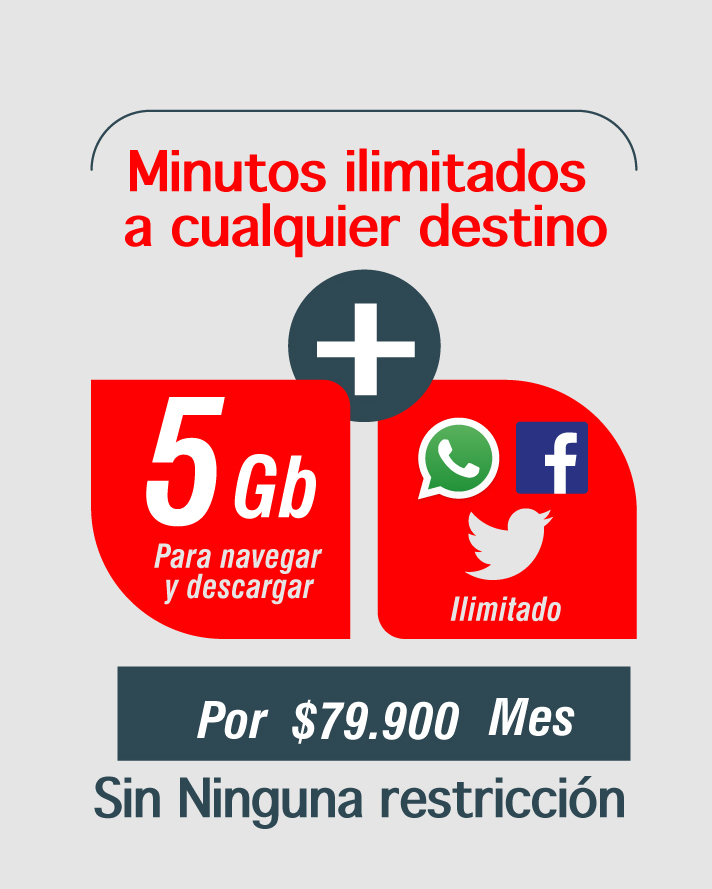 Minutos ilimitados
a cualquier destino
5 Gb
Para navegar
y descargar
Ilimitado
Por $79.900 Mes
Sin Ninguna restricción